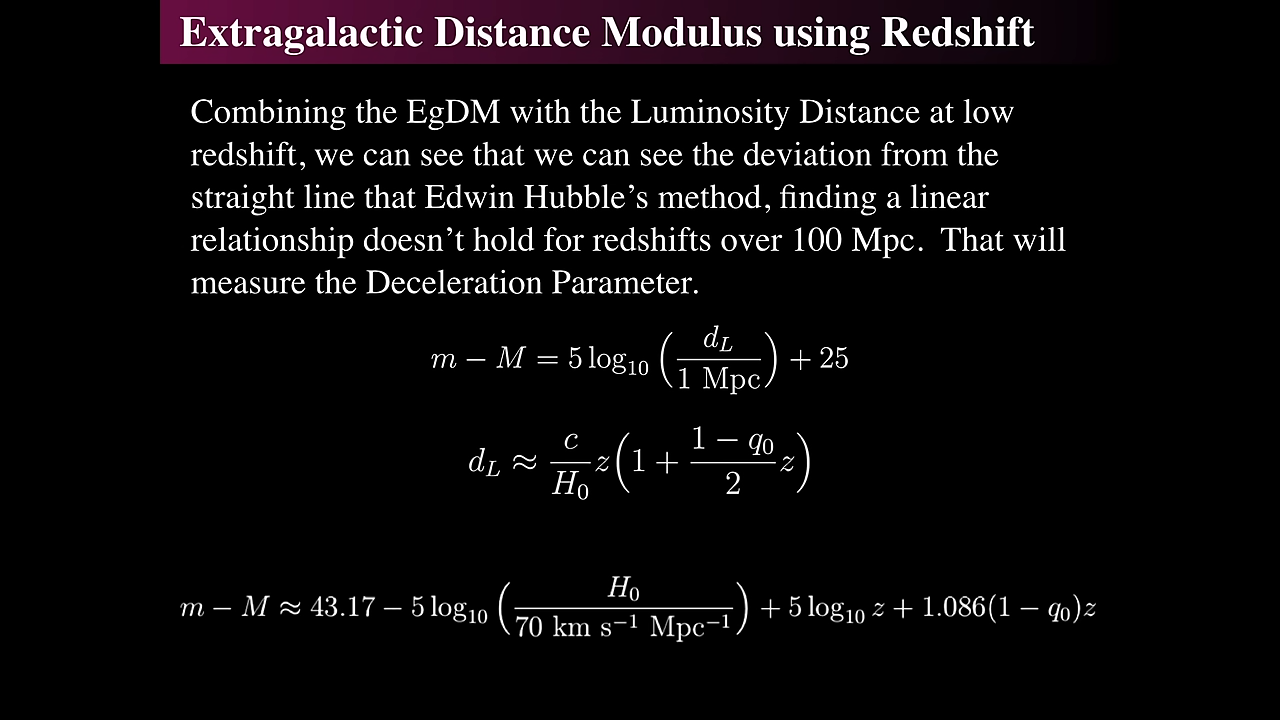 Extragalactic Distance Modulus using Redshift
Combining the EgDM with the Luminosity Distance at low
redshift, we can see that we can see the deviation from the
straight line that Edwin Hubble’s method, finding a linear
relationship doesn’t hold for redshifts over 100 Mpc. That will
measure the Deceleration Parameter.
m − M = 5 log₁₀ (d_L / 1 Mpc) + 25
d_L ≈ c/H₀ z(1 + (1 − q₀)/2 z)
m − M ≈ 43.17 − 5 log₁₀ (H₀ / 70 km s⁻¹ Mpc⁻¹) + 5 log₁₀ z + 1.086(1 − q₀)z